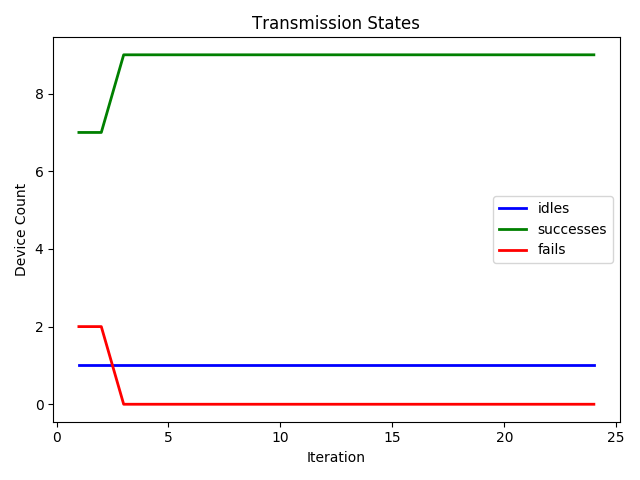 Transmission States
Device Count
8
6
4
2
0
idles
successes
fails
0 5 10 15 20 25
Iteration